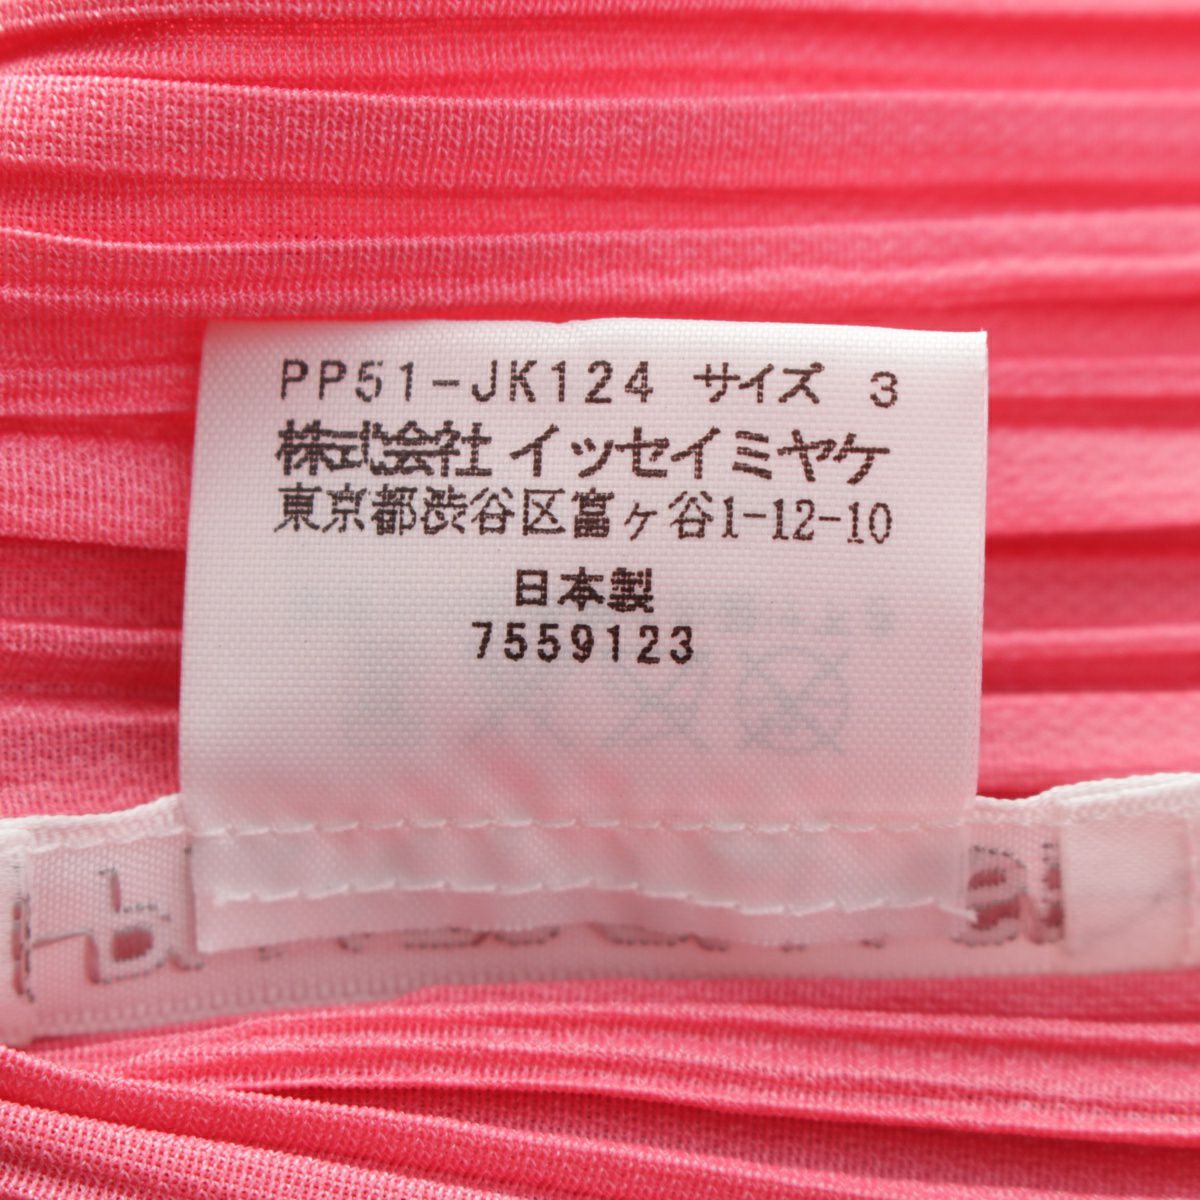 PP51-JK124 サイズ 3
株式会社 イッセイミヤケ
東京都渋谷区富ヶ谷1-12-10
日本製
7559123